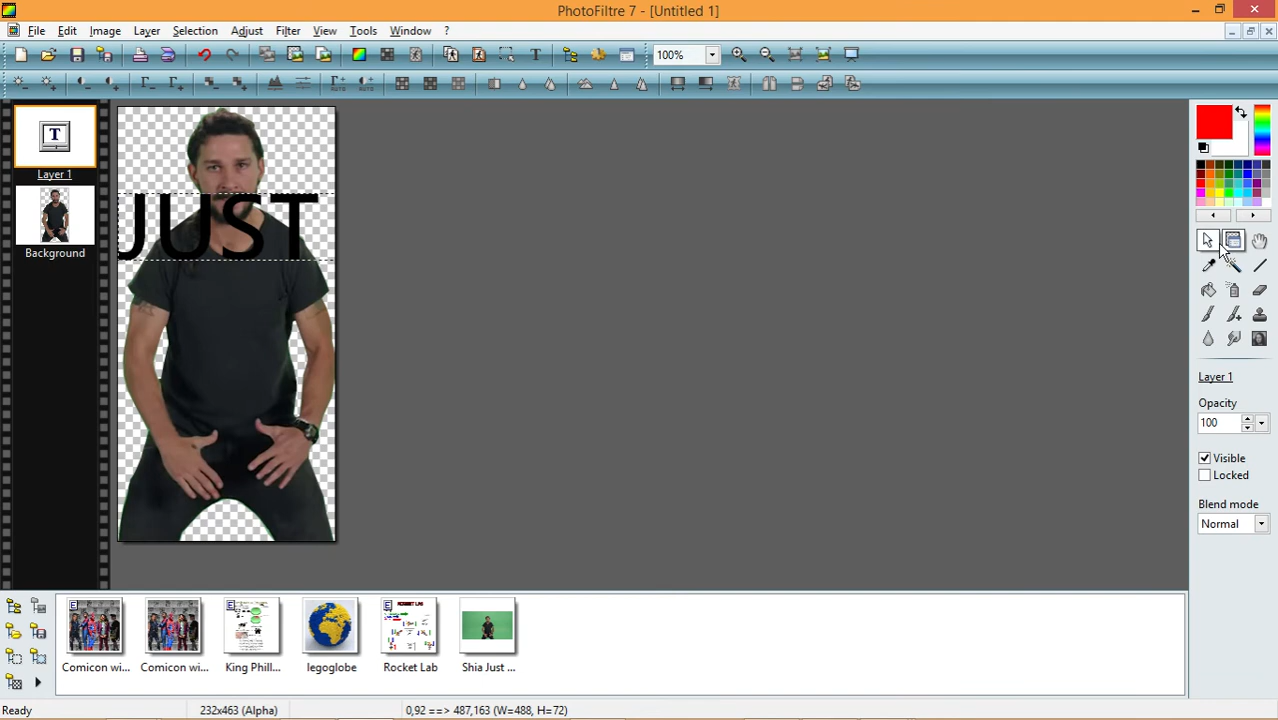 PhotoFiltre 7 - [Untitled 1]
File Edit Image Layer Selection Adjust Filter View Tools Window ?
T 100%
AUTO AUTO
T
Layer 1
Background
JUST
Layer 1
Opacity
100
Visible
Locked
Blend mode
Normal
Comicon wi... Comicon wi... King Phill... legoglobe Rocket Lab Shia Just ...
Ready 232x463 (Alpha) 0,92 ==> 487,163 (W=488, H=72)